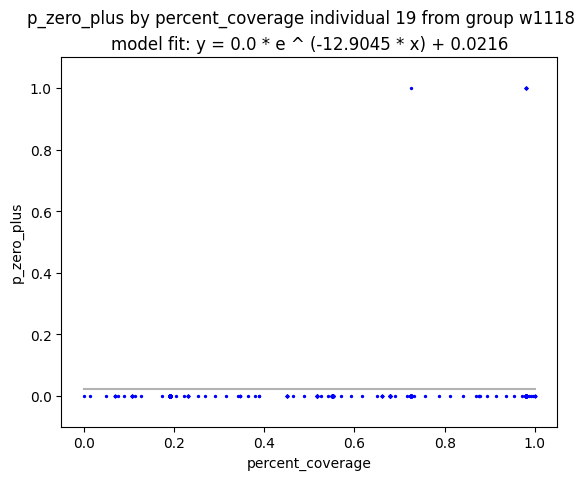 p_zero_plus by percent_coverage individual 19 from group w1118
model fit: y = 0.0 * e ^ (-12.9045 * x) + 0.0216
1.0
0.8
0.6
0.4
0.2
0.0
p_zero_plus
0.0 0.2 0.4 0.6 0.8 1.0
percent_coverage